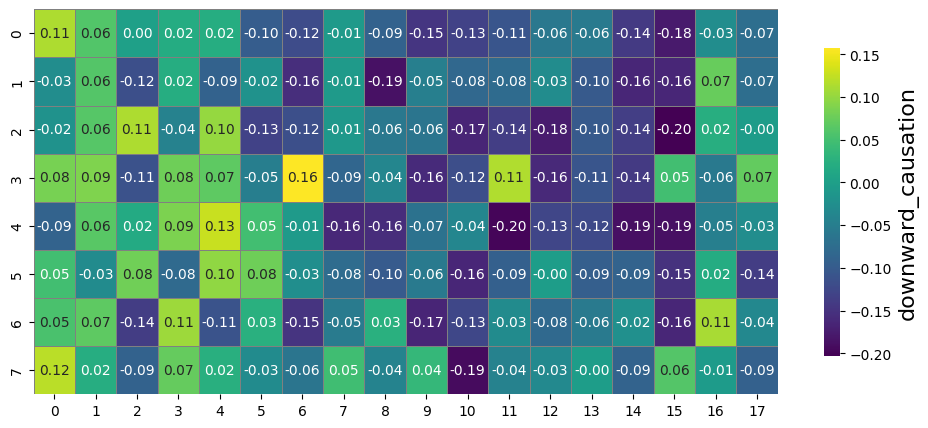 0 0.11 0.06 0.00 0.02 0.02 -0.10 -0.12 -0.01 -0.09 -0.15 -0.13 -0.11 -0.06 -0.06 -0.14 -0.18 -0.03 -0.07
1 -0.03 0.06 -0.12 0.02 -0.09 -0.02 -0.16 -0.01 -0.19 -0.05 -0.08 -0.08 -0.03 -0.10 -0.16 -0.16 0.07 -0.07
2 -0.02 0.06 0.11 -0.04 0.10 -0.13 -0.12 -0.01 -0.06 -0.06 -0.17 -0.14 -0.18 -0.10 -0.14 -0.20 0.02 -0.00
3 0.08 0.09 -0.11 0.08 0.07 -0.05 0.16 -0.09 -0.04 -0.16 -0.12 0.11 -0.16 -0.11 -0.14 0.05 -0.06 0.07
4 -0.09 0.06 0.02 0.09 0.13 0.05 -0.01 -0.16 -0.16 -0.07 -0.04 -0.20 -0.13 -0.12 -0.19 -0.19 -0.05 -0.03
5 0.05 -0.03 0.08 -0.08 0.10 0.08 -0.03 -0.08 -0.10 -0.06 -0.16 -0.09 -0.00 -0.09 -0.09 -0.15 0.02 -0.14
6 0.05 0.07 -0.14 0.11 -0.11 0.03 -0.15 -0.05 0.03 -0.17 -0.13 -0.03 -0.08 -0.06 -0.02 -0.16 0.11 -0.04
7 0.12 0.02 -0.09 0.07 0.02 -0.03 -0.06 0.05 -0.04 0.04 -0.19 -0.04 -0.03 -0.00 -0.09 0.06 -0.01 -0.09
0 1 2 3 4 5 6 7 8 9 10 11 12 13 14 15 16 17
0.15
0.10
0.05
0.00
−0.05
−0.10
−0.15
−0.20
downward_causation